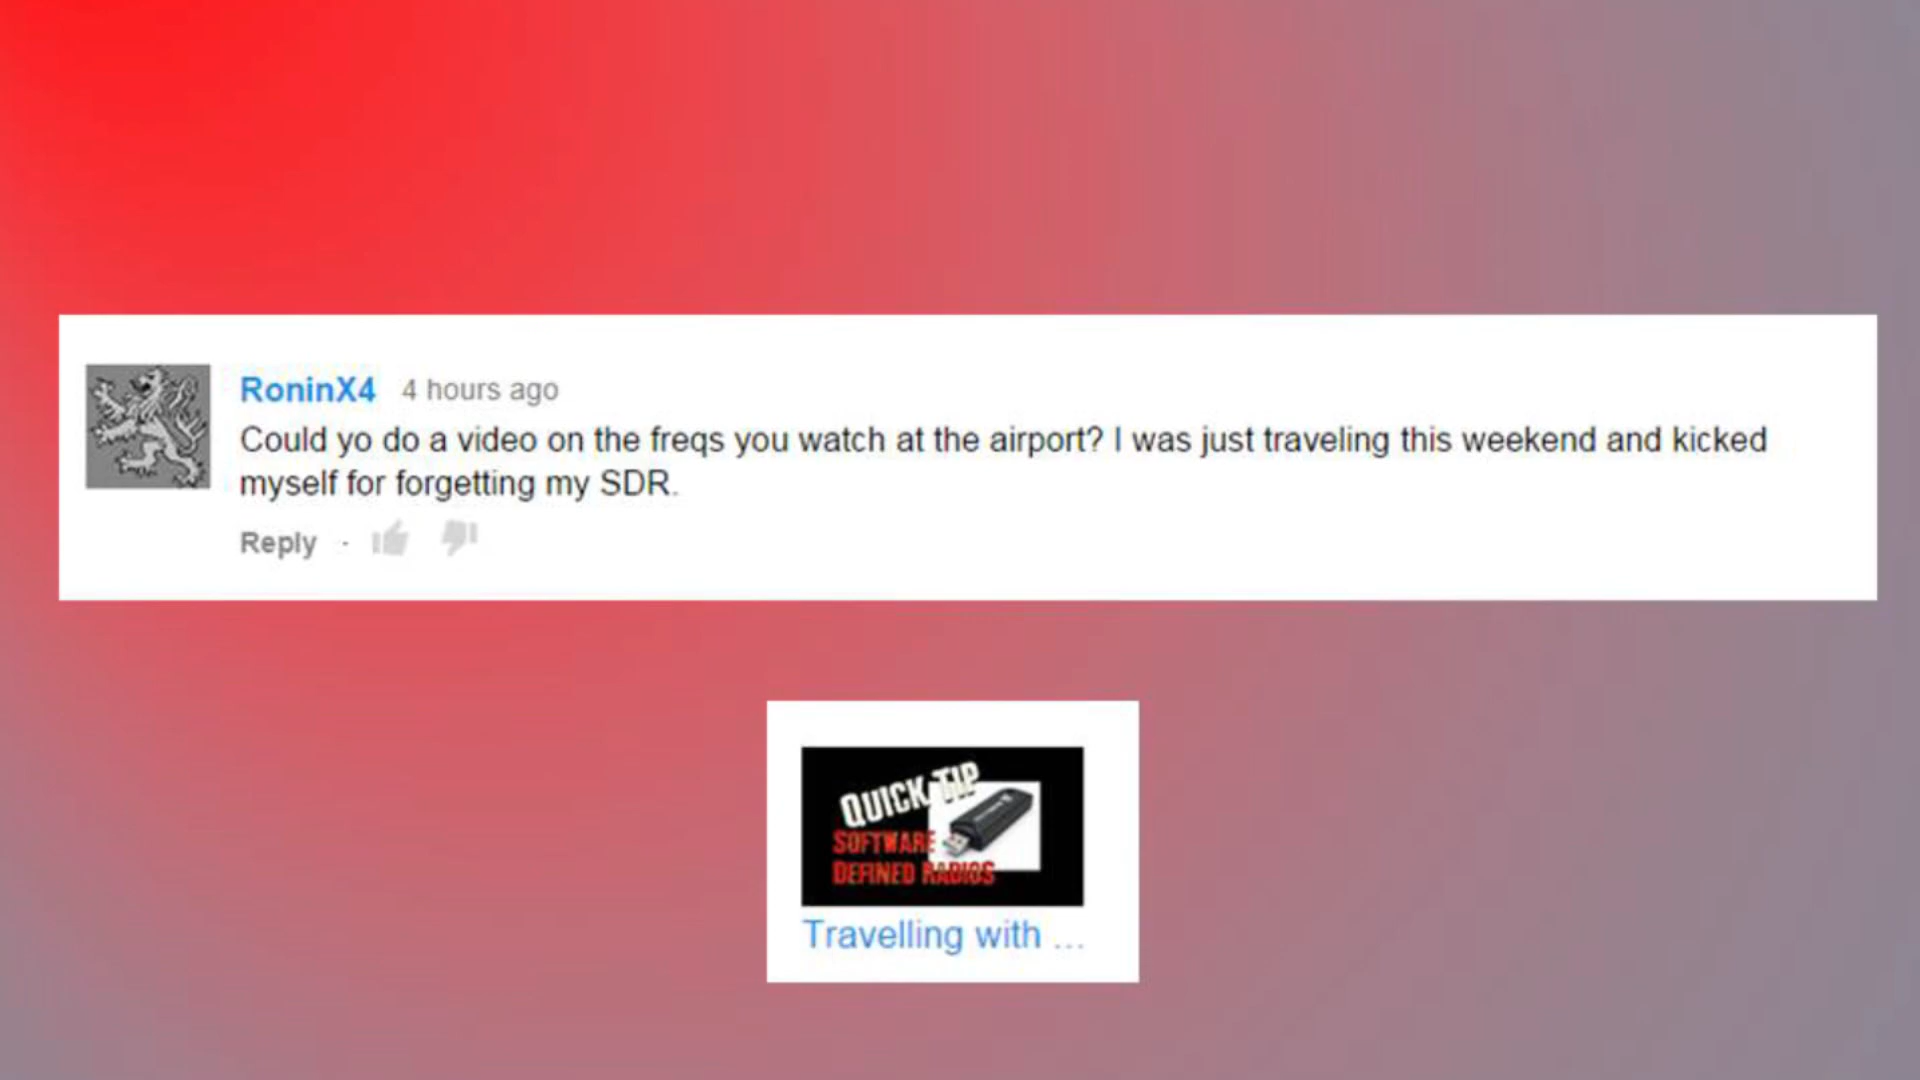 RoninX4 4 hours ago
Could yo do a video on the freqs you watch at the airport? I was just traveling this weekend and kicked
myself for forgetting my SDR.
Reply ·
QUICK TIP
SOFTWARE
DEFINED RADIOS
Travelling with ...